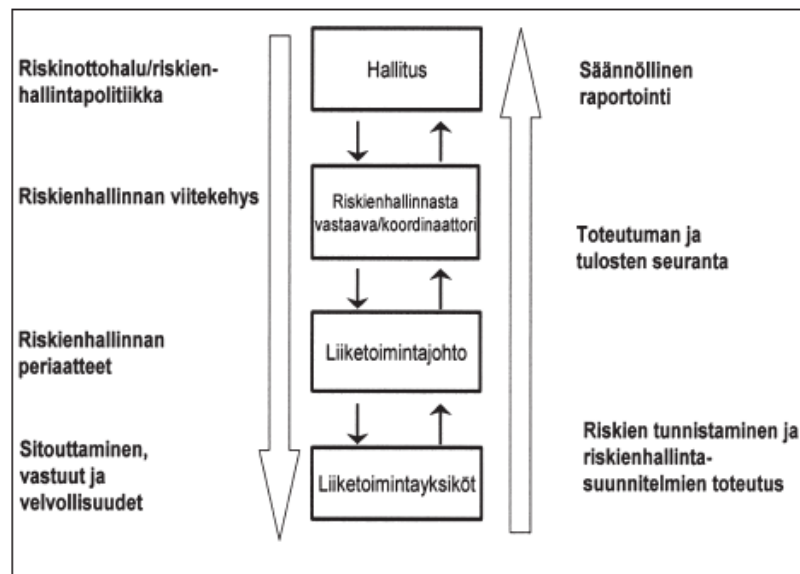 Riskinottohalu/riskien-
hallintapolitiikka
Hallitus
Säännöllinen
raportointi
Riskienhallinnan viitekehys
Riskienhallinnasta
vastaava/koordinaattori
Toteutuman ja
tulosten seuranta
Riskienhallinnan
periaatteet
Liiketoimintajohto
Sitouttaminen,
vastuut ja
velvollisuudet
Liiketoimintayksiköt
Riskien tunnistaminen ja
riskienhallinta-
suunnitelmien toteutus